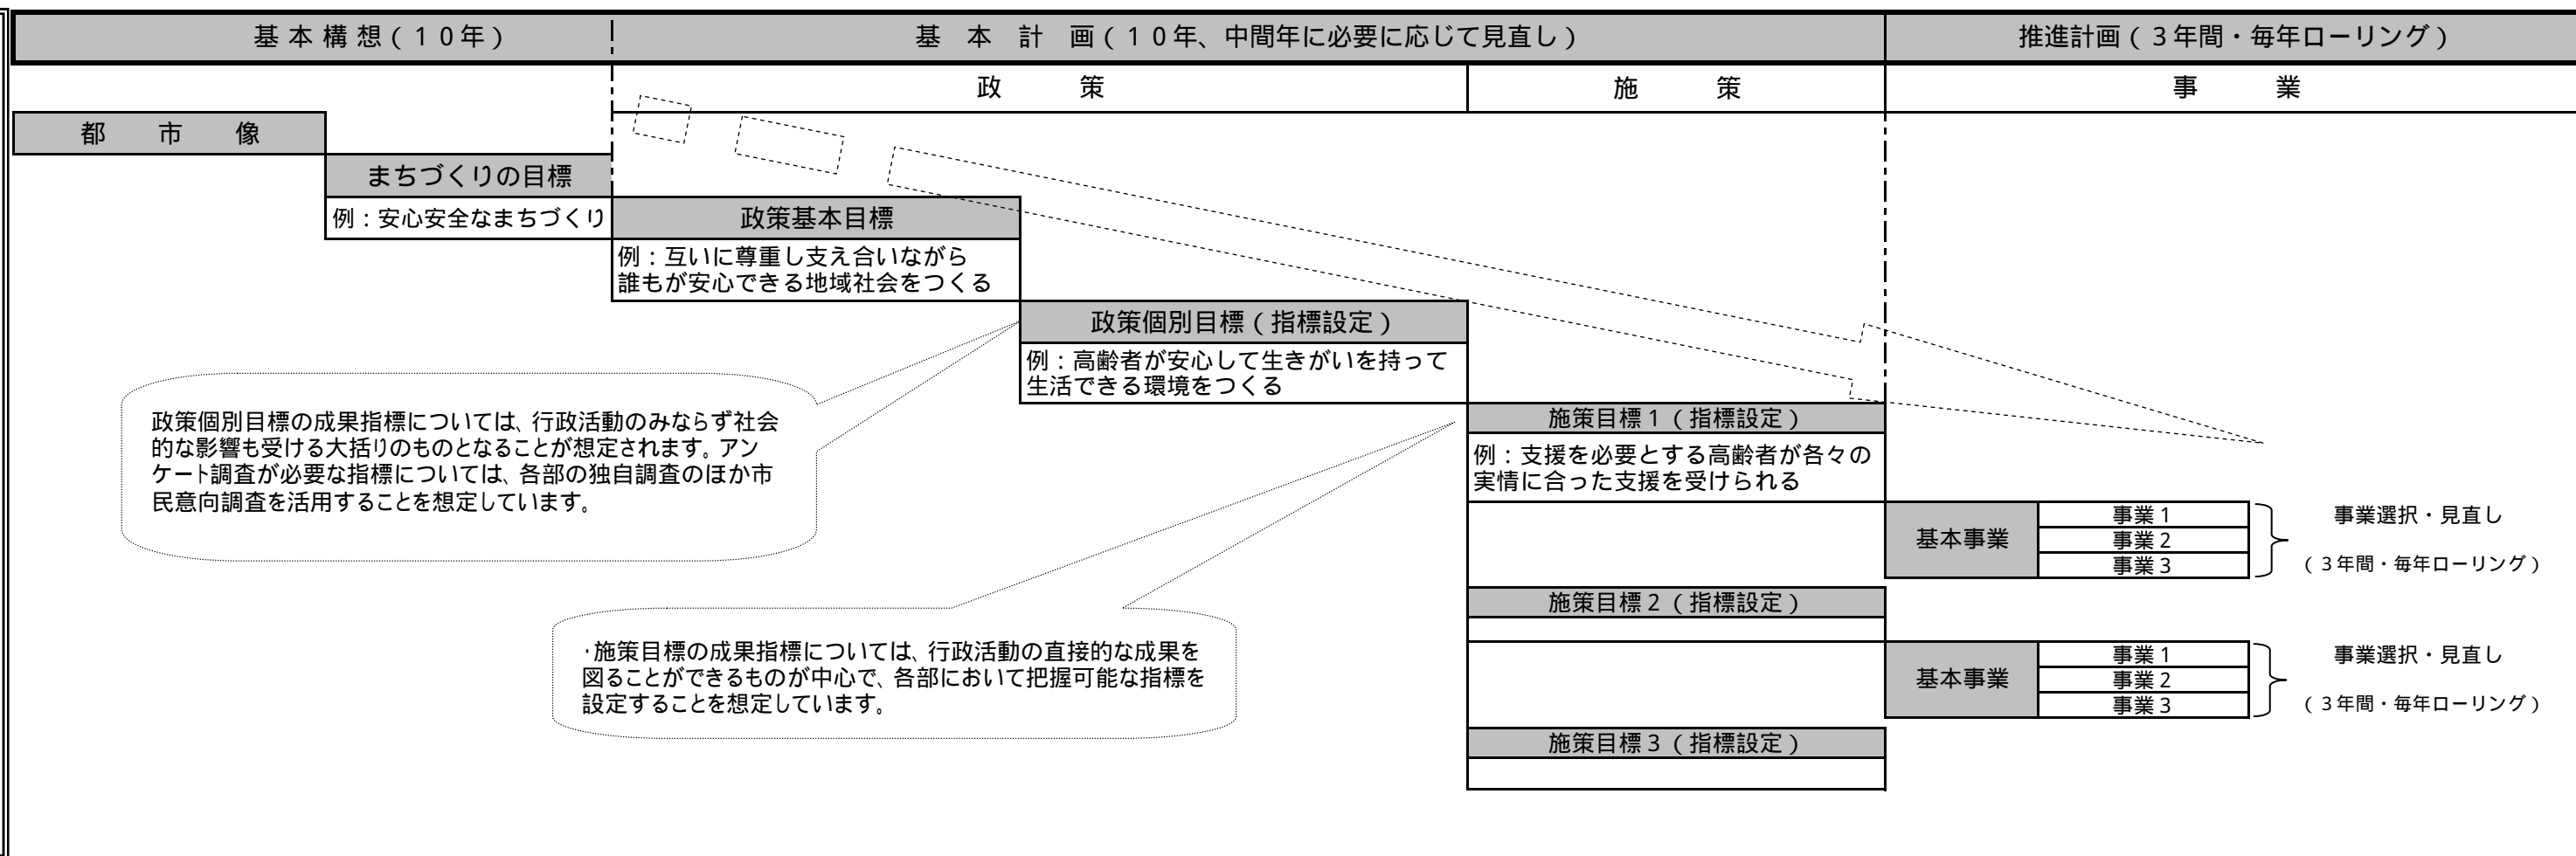 基本構想(10年)
基本計画(10年、中間年に必要に応じて見直し)
推進計画(3年間・毎年ローリング)
政策
施策
事業
都市像
まちづくりの目標
例:安心安全なまちづくり
政策基本目標
例:互いに尊重し支え合いながら
誰もが安心できる地域社会をつくる
政策個別目標(指標設定)
例:高齢者が安心して生きがいを持って
生活できる環境をつくる
政策個別目標の成果指標については、行政活動のみならず社会
的な影響も受ける大括りのものとなることが想定されます。アン
ケート調査が必要な指標については、各部の独自調査のほか市
民意向調査を活用することを想定しています。
施策目標1(指標設定)
例:支援を必要とする高齢者が各々の
実情に合った支援を受けられる
基本事業
事業1
事業2
事業3
事業選択・見直し
(3年間・毎年ローリング)
施策目標2(指標設定)
・施策目標の成果指標については、行政活動の直接的な成果を
図ることができるものが中心で、各部において把握可能な指標を
設定することを想定しています。
基本事業
事業1
事業2
事業3
事業選択・見直し
(3年間・毎年ローリング)
施策目標3(指標設定)